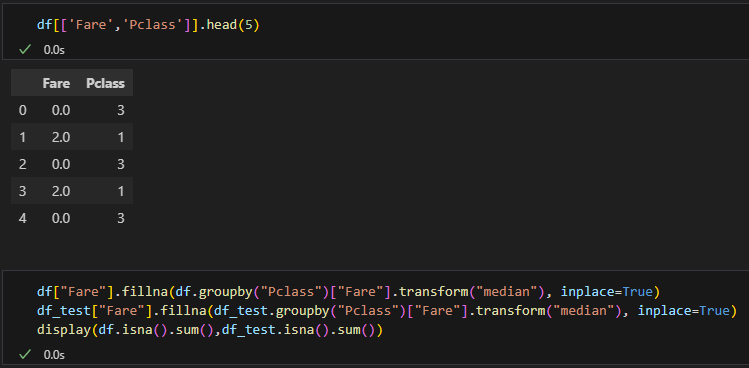 df[['Fare','Pclass']].head(5)
0.0s
Fare Pclass
0 0.0 3
1 2.0 1
2 0.0 3
3 2.0 1
4 0.0 3
df["Fare"].fillna(df.groupby("Pclass")["Fare"].transform("median"), inplace=True)
df_test["Fare"].fillna(df_test.groupby("Pclass")["Fare"].transform("median"), inplace=True)
display(df.isna().sum(),df_test.isna().sum())
0.0s